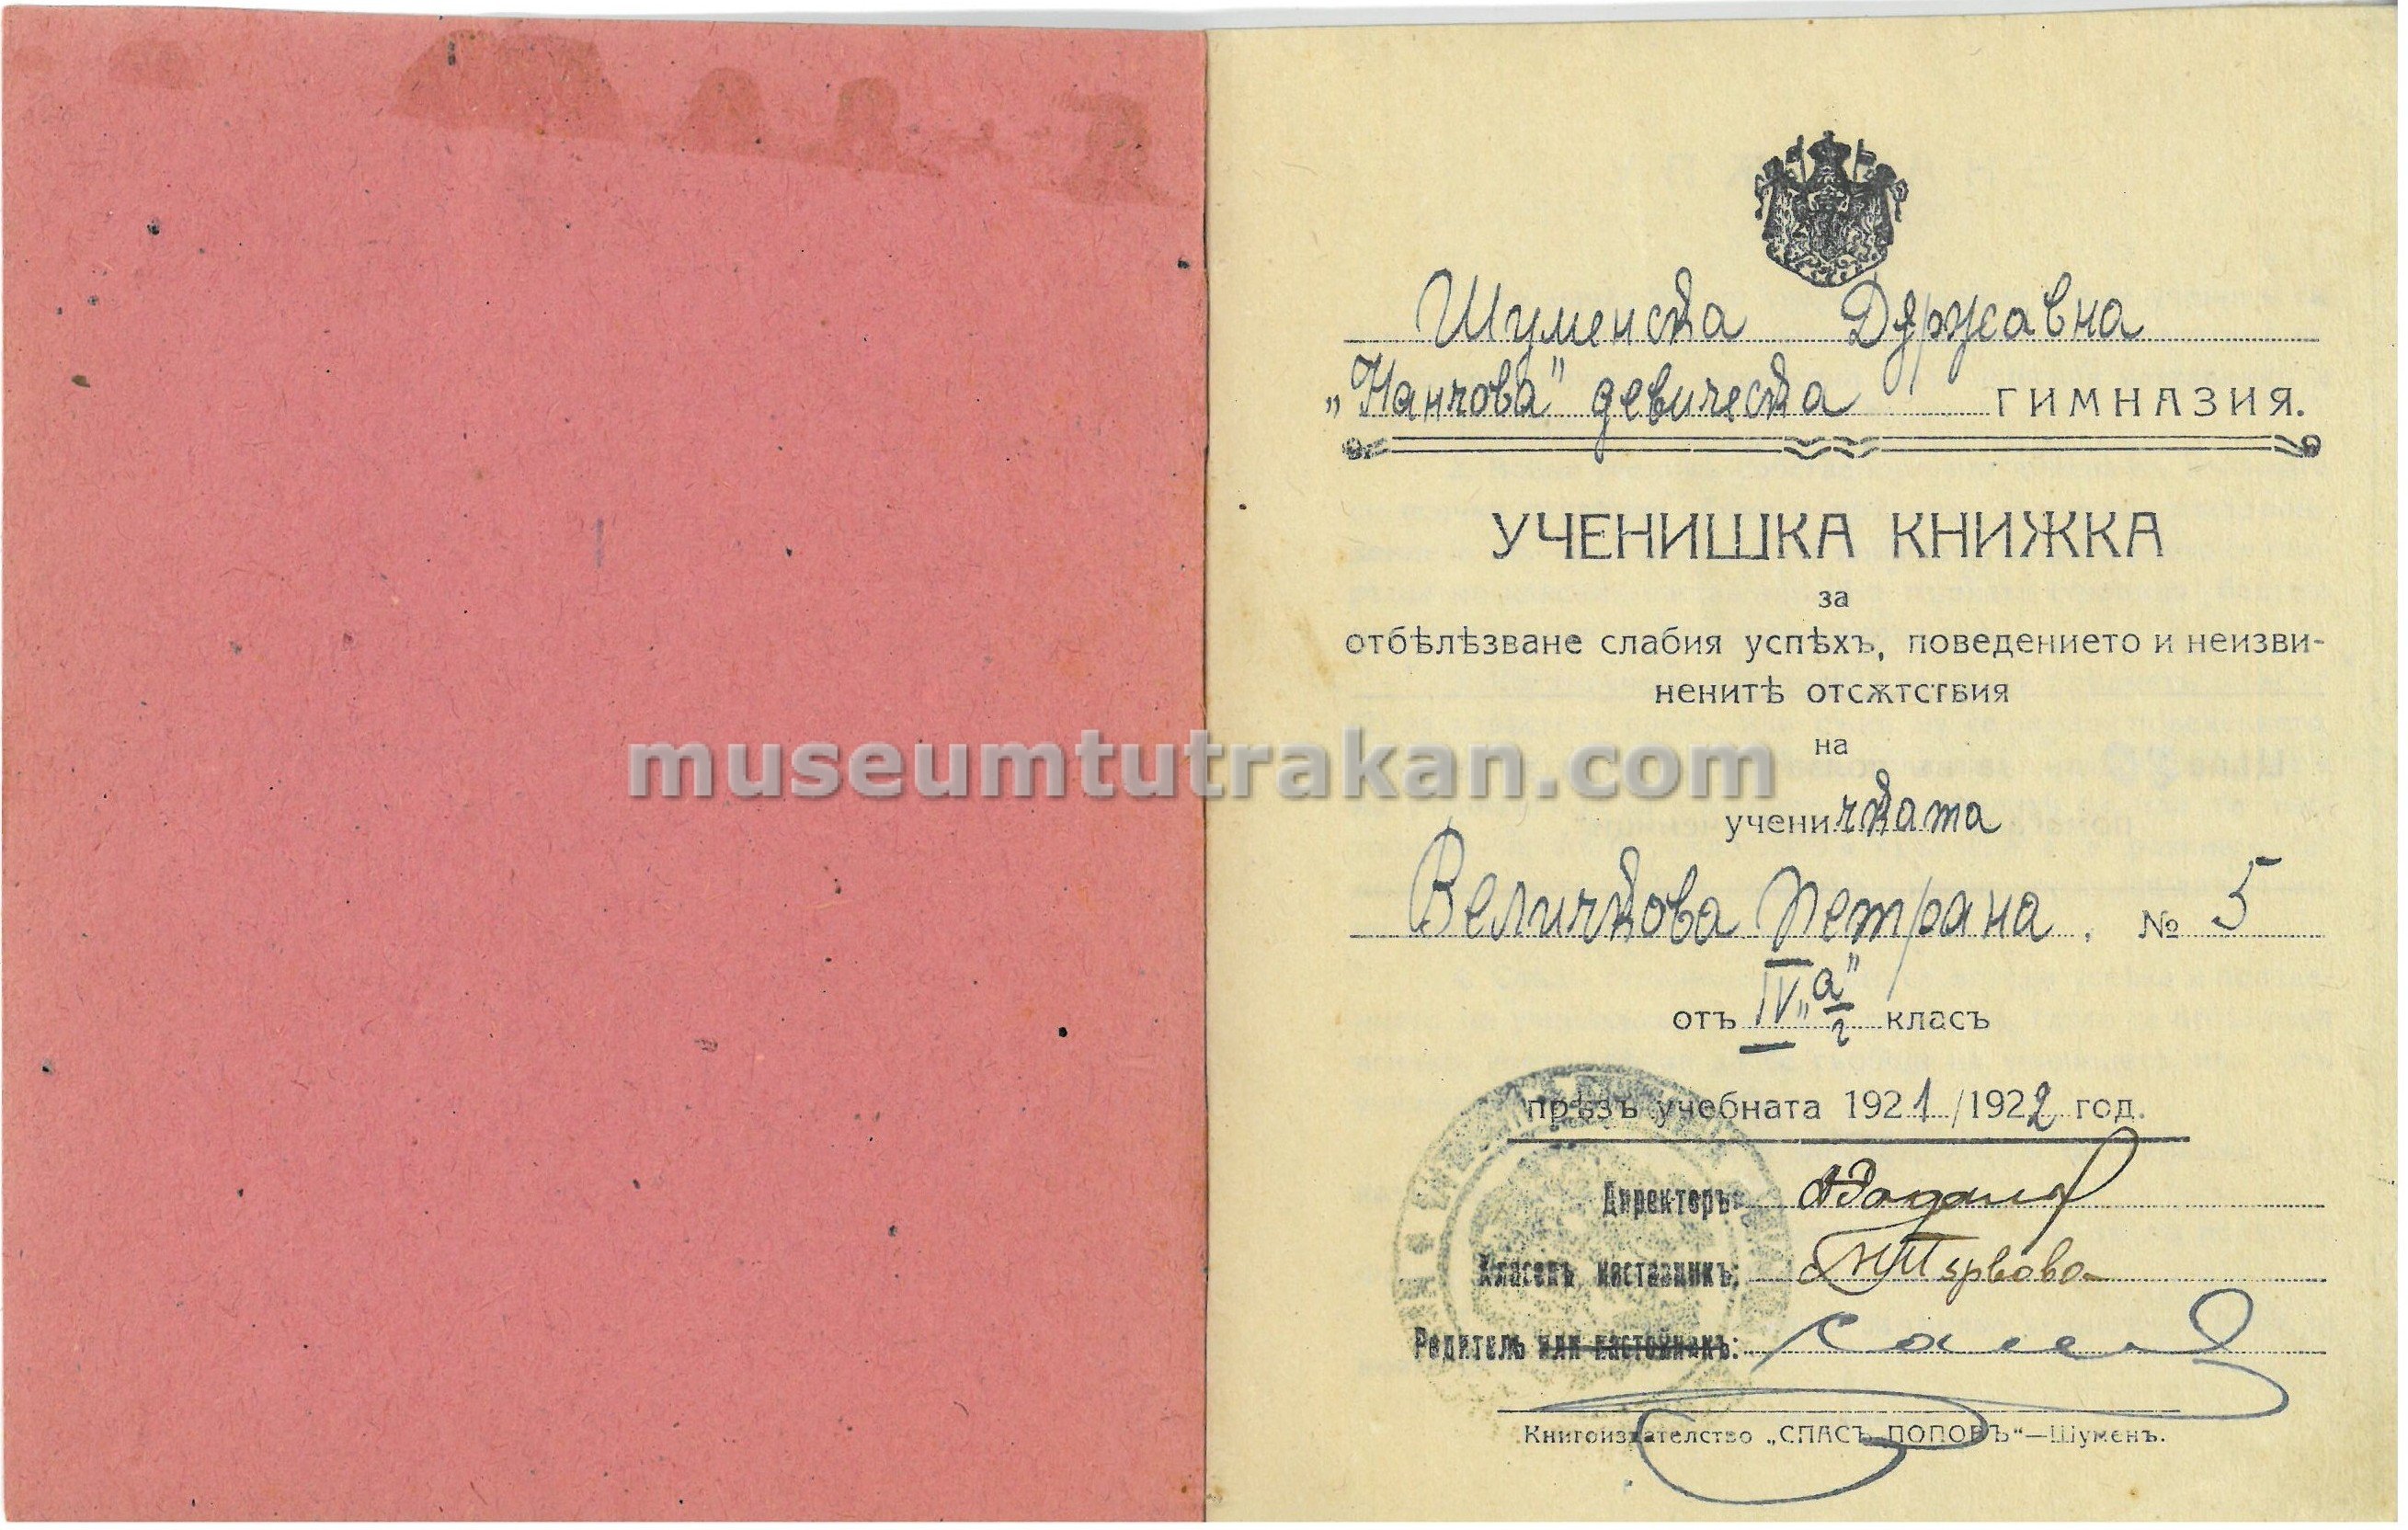 Шуменска Държавна
„Нанчова" девическа ГИМНАЗИЯ.
УЧЕНИШКА КНИЖКА
за
отбѣлѣзване слабия успѣхъ, поведението и неизви-
ненитѣ отсѫтствия
на
museumtutrakan.com
ученичката
Величкова Петрана, № 5
отъ IV „а" г класъ
прѣзъ учебната 1921/1922 год.
Директоръ:
Класенъ наставникъ: Първова
Родитель или настойникъ:
Книгоиздателство „СПАСЪ ПОПОВЪ"—Шуменъ.